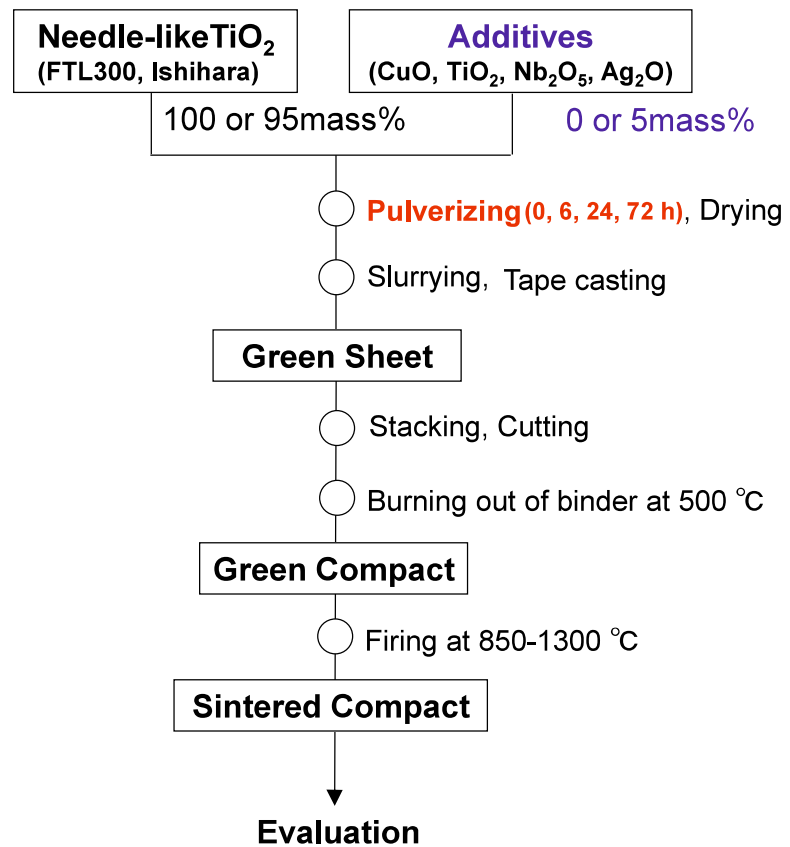 Needle-likeTiO₂
(FTL300, Ishihara)
Additives
(CuO, TiO₂, Nb₂O₅, Ag₂O)
100 or 95mass%
0 or 5mass%
Pulverizing (0, 6, 24, 72 h), Drying
Slurrying, Tape casting
Green Sheet
Stacking, Cutting
Burning out of binder at 500 ℃
Green Compact
Firing at 850-1300 ℃
Sintered Compact
Evaluation